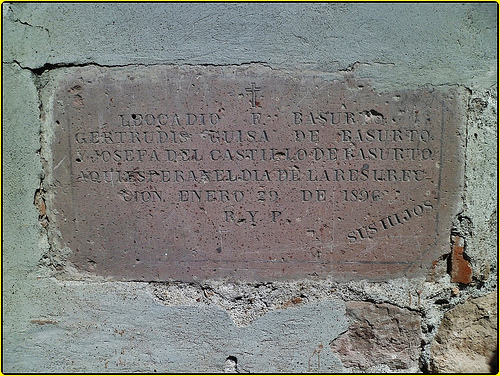 LEOCADIO F. BASURTO
GERTRUDIS GUISA DE BASURTO
Y JOSEFA DEL CASTILLO DE BASURTO
AQUI ESPERAN EL DIA DE LA RESURREC-
CION. ENERO 29 DE 1896
R. Y. P.
SUS HIJOS